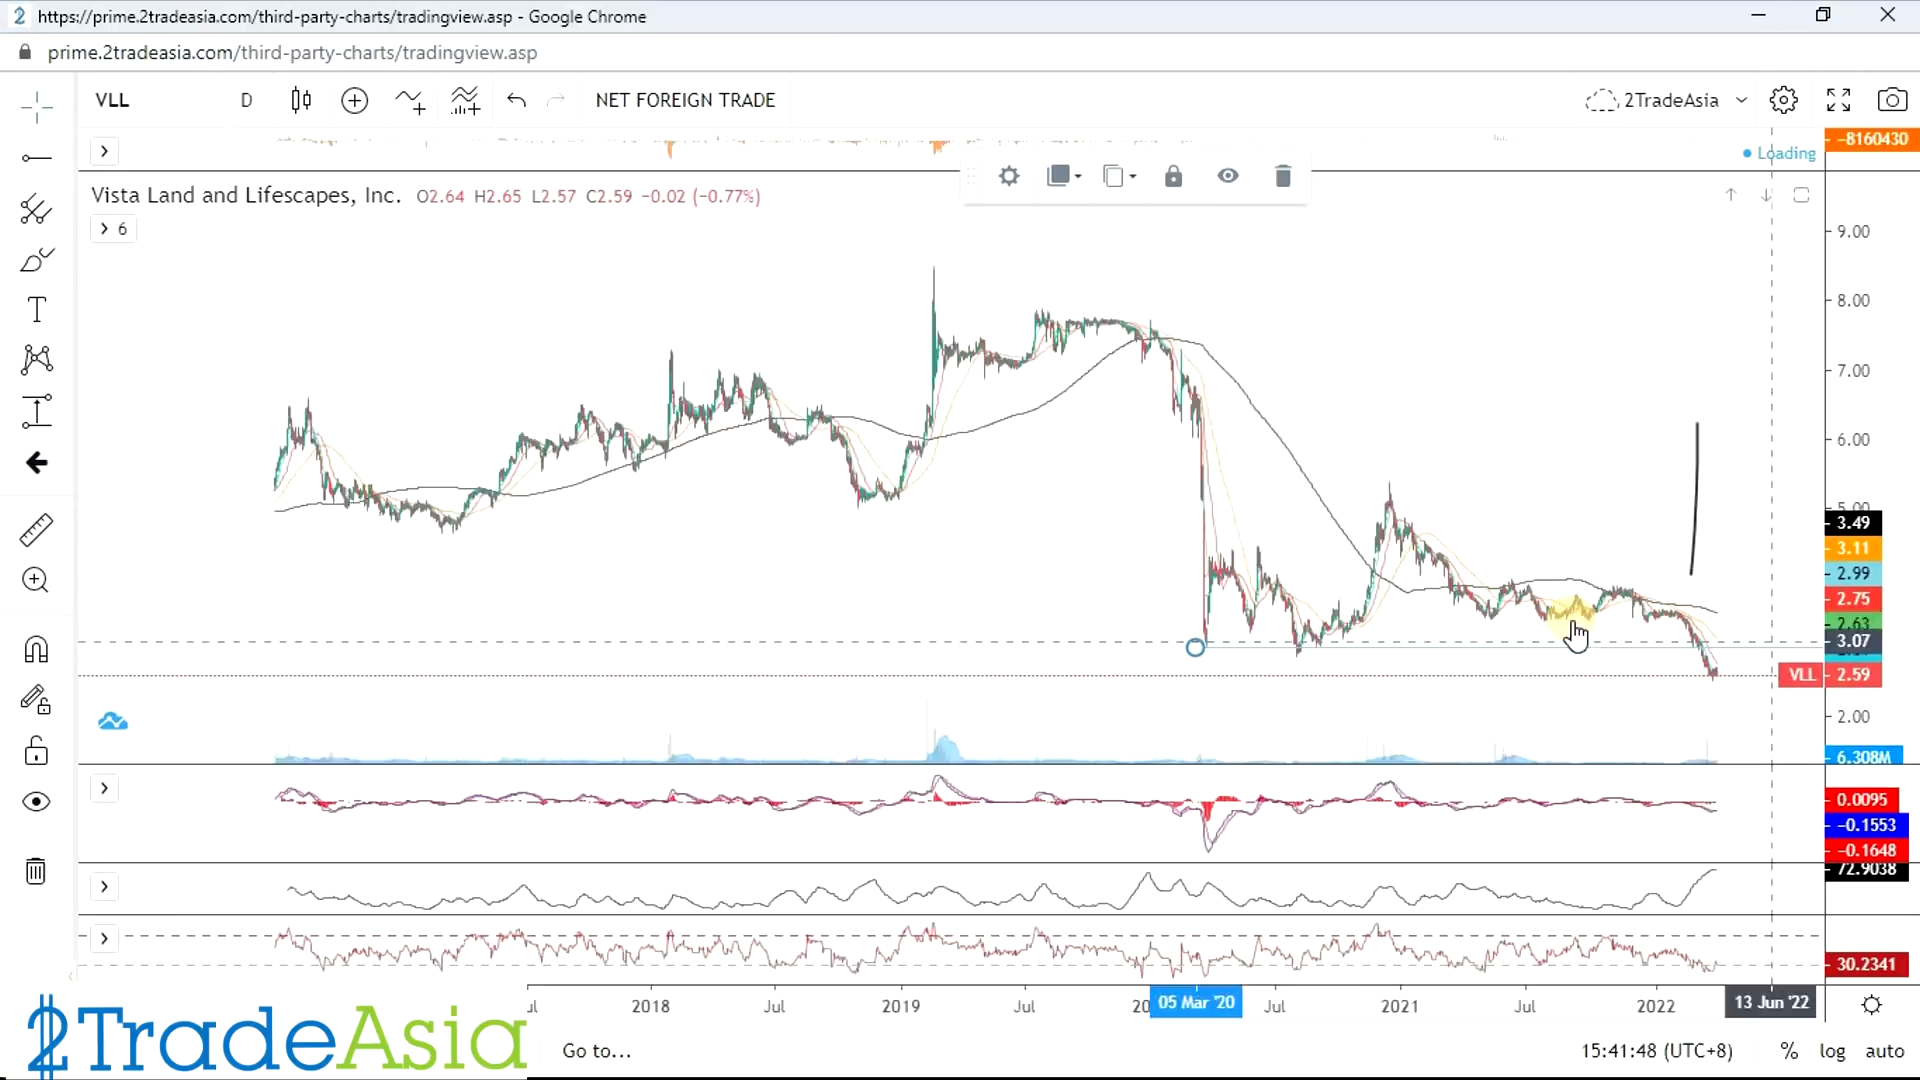 https://prime.2tradeasia.com/third-party-charts/tradingview.asp - Google Chrome
prime.2tradeasia.com/third-party-charts/tradingview.asp
VLL D NET FOREIGN TRADE 2TradeAsia
−8160430
Loading
Vista Land and Lifescapes, Inc. O2.64 H2.65 L2.57 C2.59 −0.02 (−0.77%)
6
9.00
8.00
7.00
6.00
5.00
3.49
3.11
2.99
2.75
2.63
3.07
VLL 2.59
2.00
6.308M
0.0095
−0.1553
−0.1648
72.9038
30.2341
2018 Jul 2019 Jul 05 Mar '20 Jul 2021 Jul 2022 13 Jun '22
2TradeAsia
Go to... 15:41:48 (UTC+8) % log auto